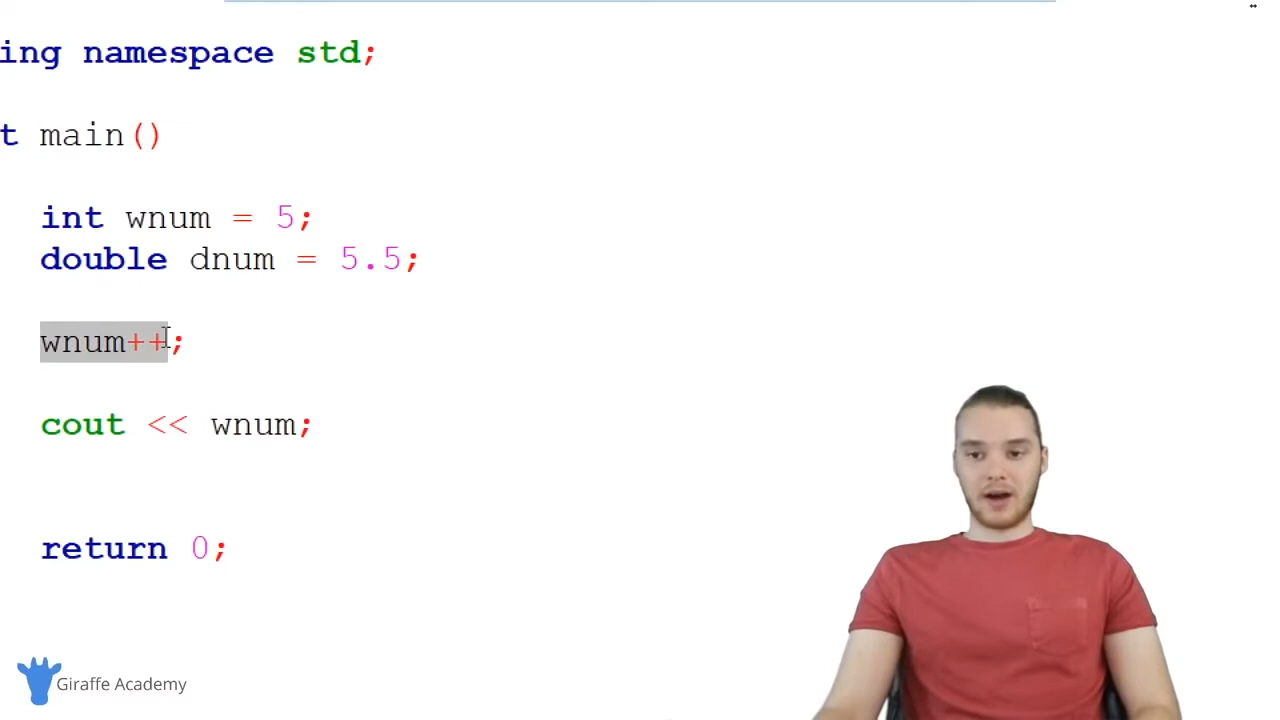 ing namespace std;
t main()
int wnum = 5;
double dnum = 5.5;
wnum++;
cout << wnum;
return 0;
Giraffe Academy